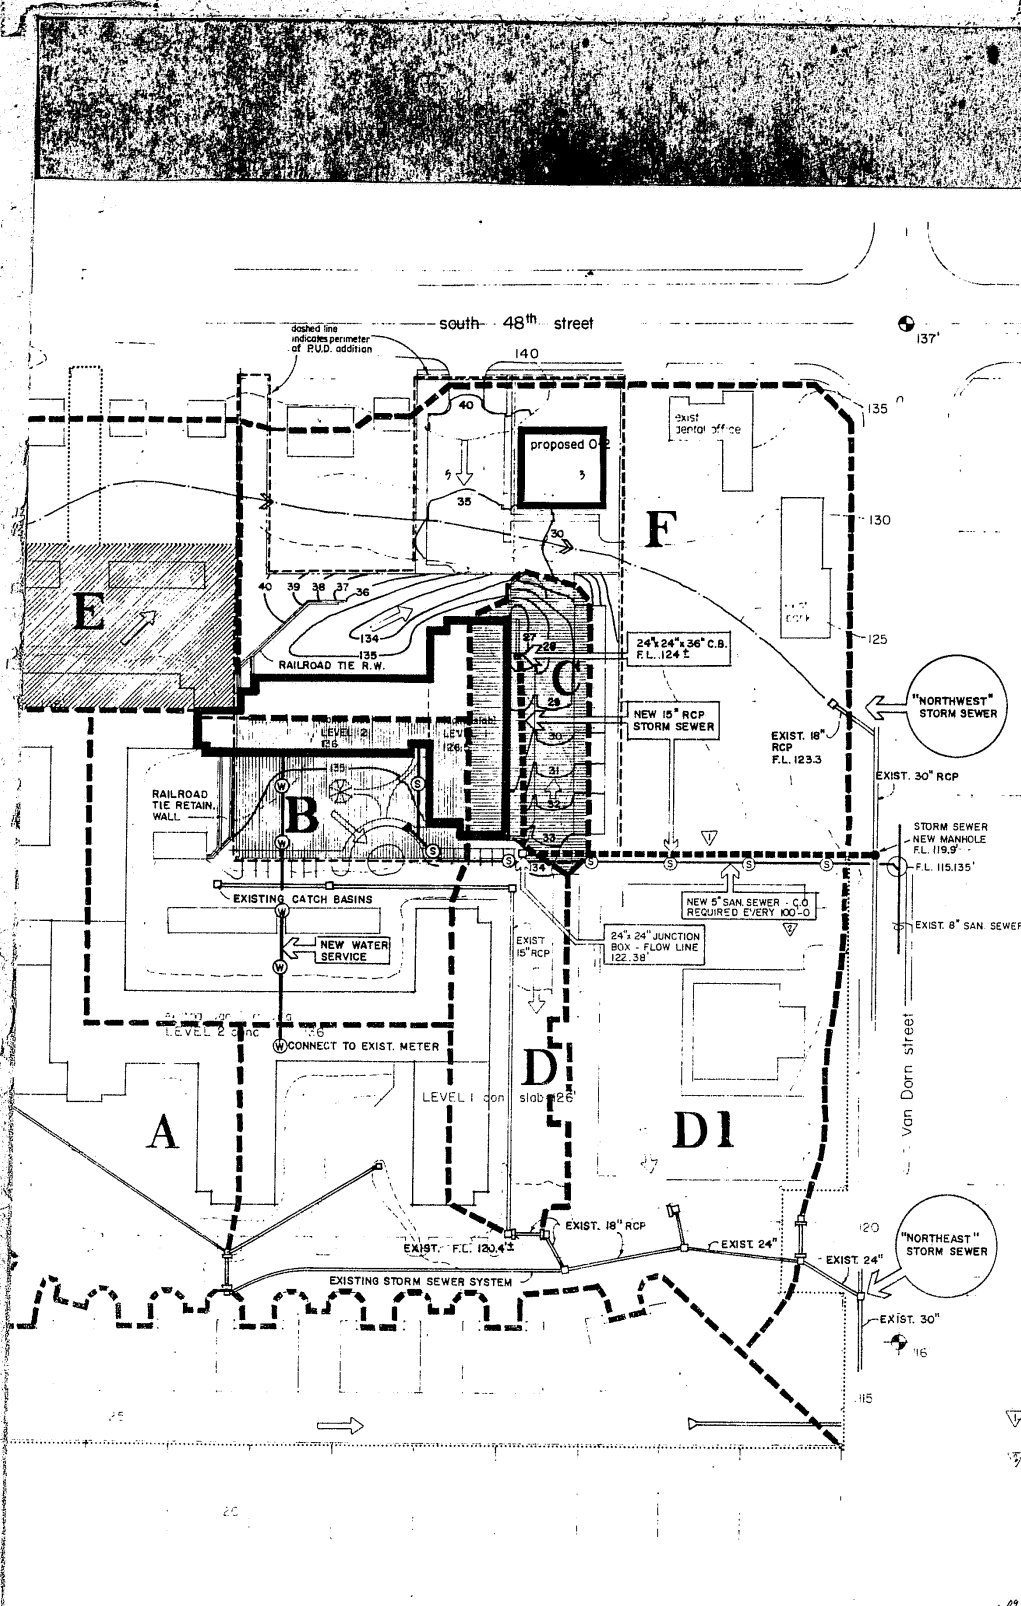 south 48th street
137'
dashed line
indicates perimeter
of P.U.D. addition
140
135
40
exist
dental office
proposed O-2
35
30
130
F
E
40
39
38
37
36
134
135
RAILROAD TIE R.W.
27
28
24"x 24"x 36" C.B.
F.L. 124 ±
125
C
"NORTHWEST"
STORM SEWER
29
NEW 15" RCP
STORM SEWER
LEVEL
30
EXIST. 18"
RCP
F.L. 123.3
135
31
EXIST. 30" RCP
RAILROAD
TIE RETAIN.
WALL
B
32
33
STORM SEWER
NEW MANHOLE
F.L. 119.9'
134
F.L. 115.135'
W
S
EXISTING CATCH BASINS
NEW 5" SAN. SEWER - C.O
REQUIRED EVERY 100'-0
EXIST. 8" SAN. SEWER
NEW WATER
SERVICE
EXIST
15" RCP
24"x 24" JUNCTION
BOX - FLOW LINE
122.38'
LEVEL 2 conc
CONNECT TO EXIST. METER
D
LEVEL 1 con slab 126'
Van Dorn street
A
D1
EXIST. 18" RCP
120
EXIST. F.L. 120.4'±
EXIST. 24"
"NORTHEAST"
STORM SEWER
EXIST. 24"
EXISTING STORM SEWER SYSTEM
EXIST. 30"
116
115
25